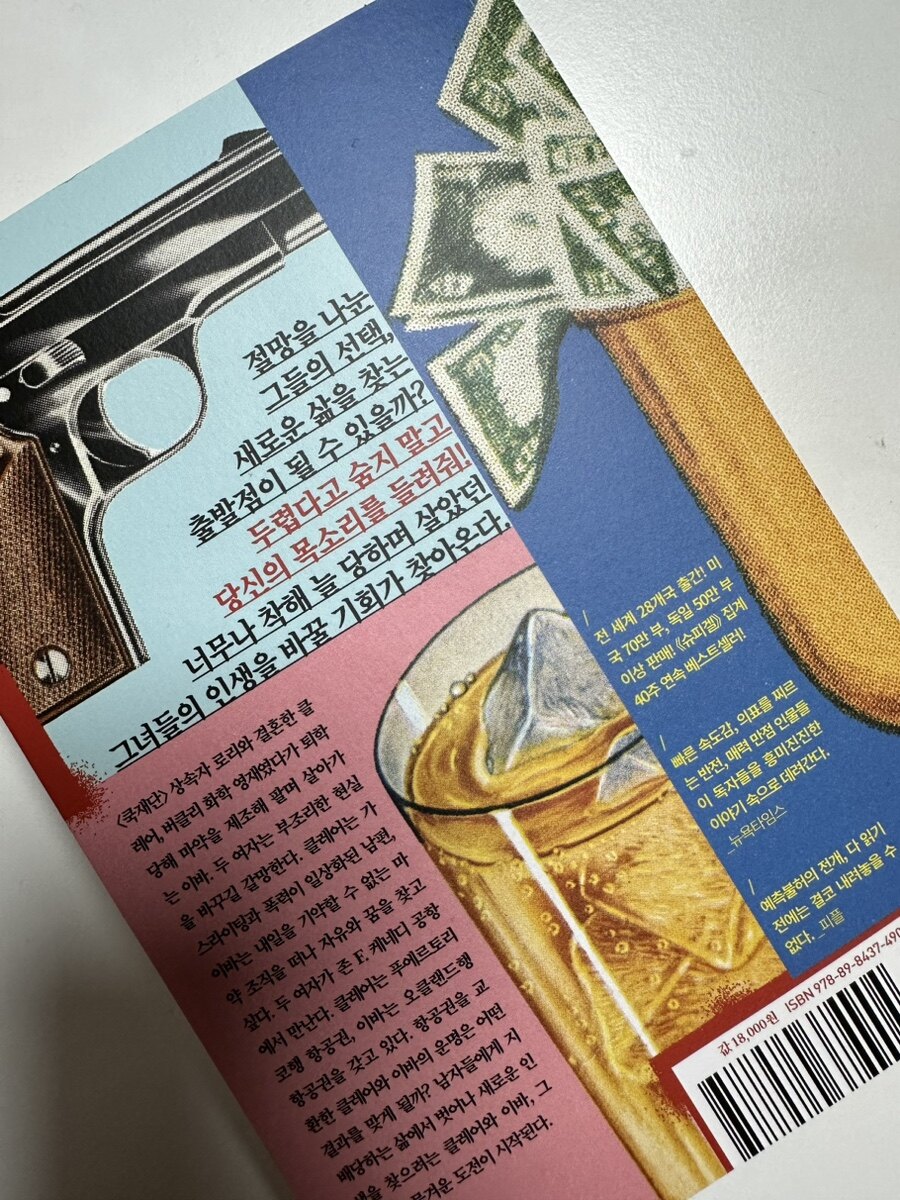 절망을 나눈
그들의 선택,
새로운 삶을 찾는
출발점이 될 수 있을까?
두렵다고 숨지 말고
당신의 목소리를 들려줘!
너무나 착해 늘 당하며 살았던
그녀들의 인생을 바꿀 기회가 찾아온다.
〈쿡재단〉 상속자 로리와 결혼한 클
레어, 버클리 화학 영재였다가 퇴학
당해 마약을 제조해 팔며 살아가
는 이바. 두 여자는 부조리한 현실
을 바꾸길 갈망한다. 클레어는 가
스라이팅과 폭력이 일상화된 남편,
이바는 내일을 기약할 수 없는 마
약 조직을 떠나 자유와 꿈을 찾고
싶다. 두 여자가 존 F. 케네디 공항
에서 만난다. 클레어는 푸에르토리
코행 항공권, 이바는 오클랜드행
항공권을 갖고 있다. 항공권을 교
환한 클레어와 이바의 운명은 어떤
결과를 맞게 될까? 남자들에게 지
배당하는 삶에서 벗어나 새로운 인
생을 찾으려는 클레어와 이바, 그
무거운 도전이 시작된다.
전 세계 28개국 출간! 미
국 70만 부, 독일 50만 부
이상 판매! 《슈피겔》 집계
40주 연속 베스트셀러!
빠른 속도감, 의표를 찌르
는 반전, 매력 만점 인물들
이 독자들을 흥미진진한
이야기 속으로 데려간다.
_뉴욕타임스
예측불허의 전개, 다 읽기
전에는 결코 내려놓을 수
없다. _피플
값 18,000원 ISBN 978-89-8437-490